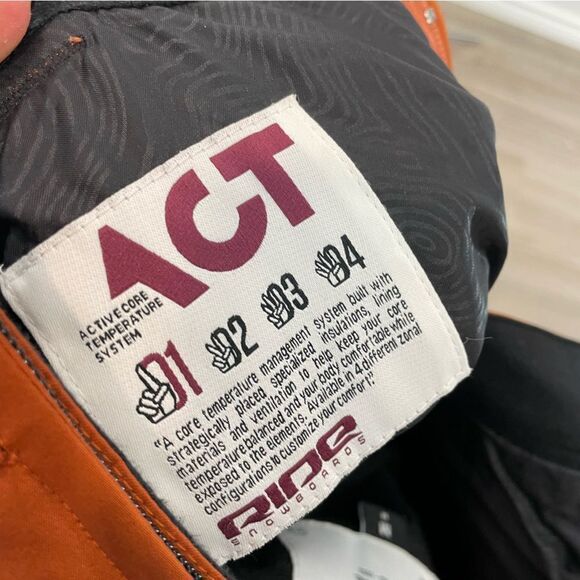 ACT
ACTIVE CORE
TEMPERATURE
SYSTEM
01 02 03 04
"A core temperature management system built with
strategically placed specialized insulations, lining
materials and ventilation to help keep your core
temperature balanced and your body comfortable while
exposed to the elements. Available in 4 different zonal
configurations to customize your comfort."
RIDE
SNOWBOARDS